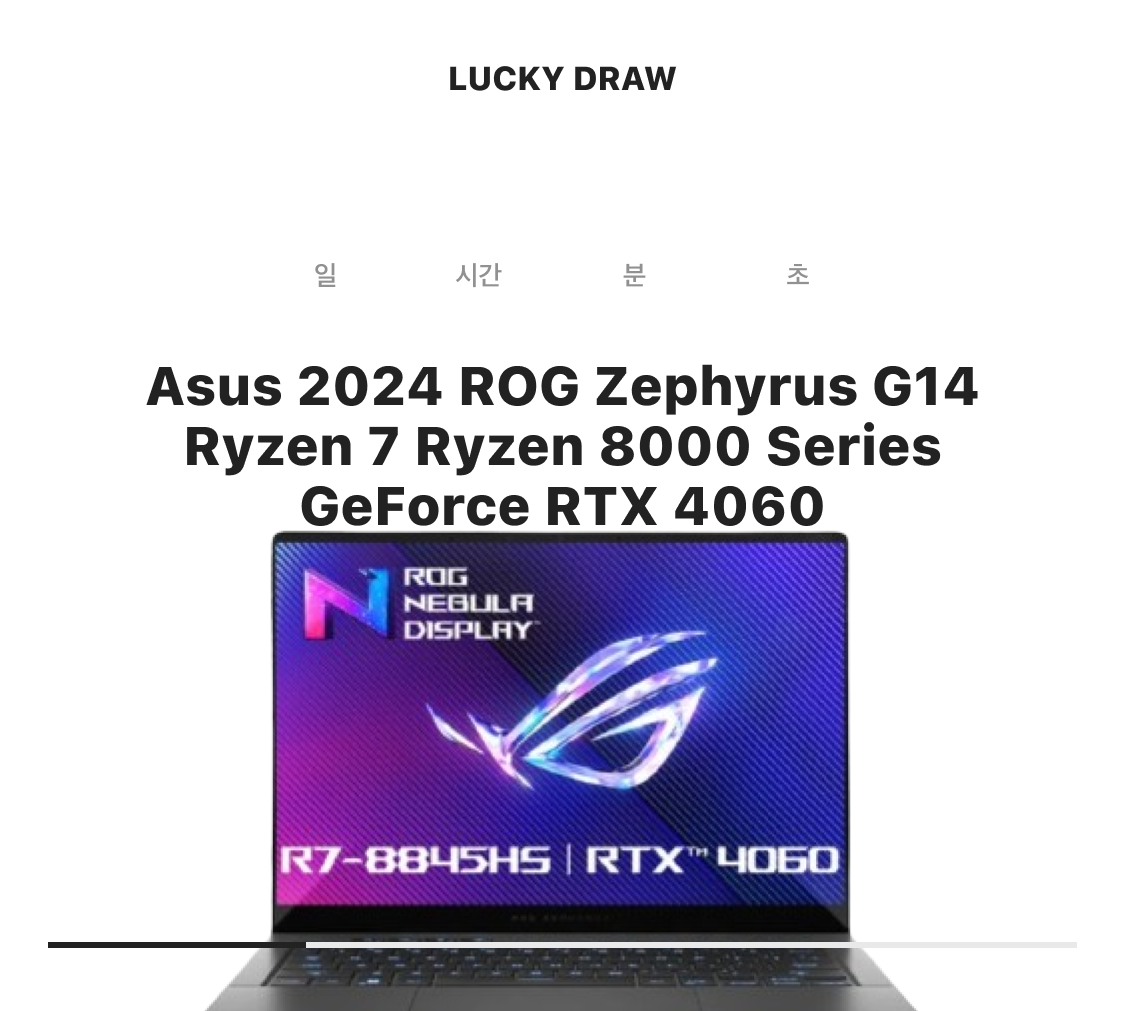 LUCKY DRAW
일 시간 분 초
Asus 2024 ROG Zephyrus G14
Ryzen 7 Ryzen 8000 Series
GeForce RTX 4060
ROG
NEBULA
DISPLAY
R7-8845HS | RTX™ 4060